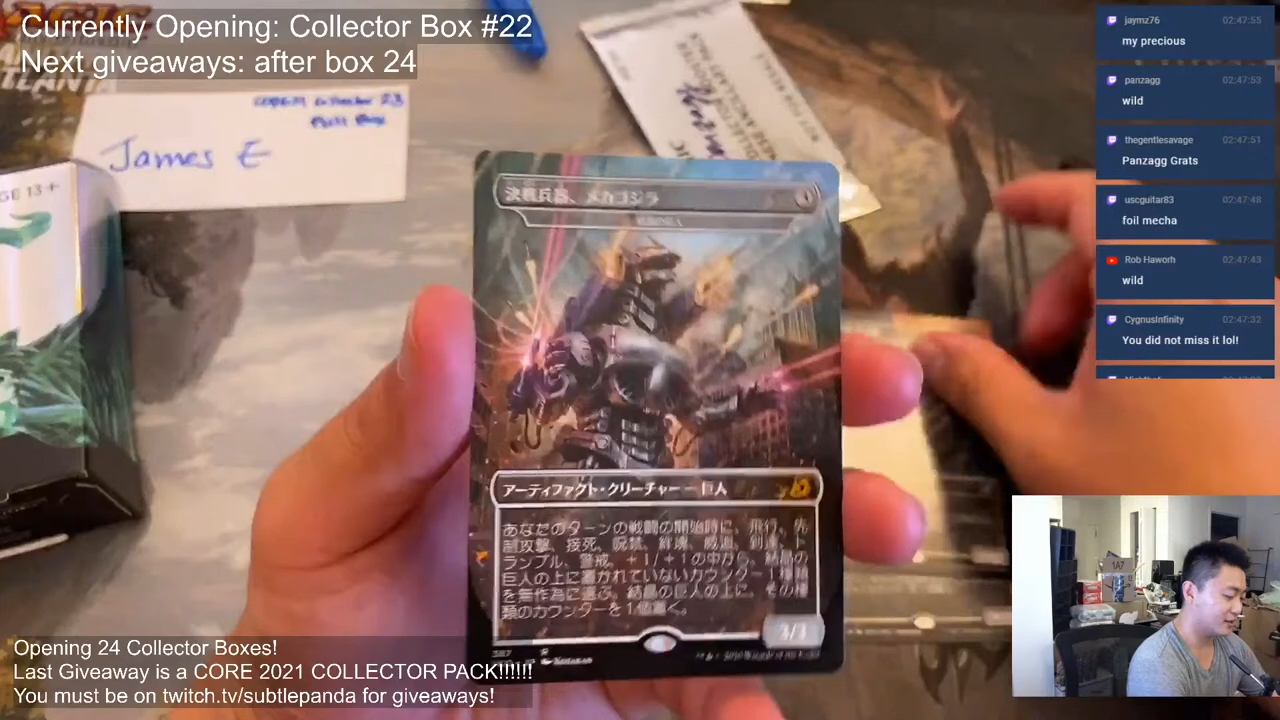 Currently Opening: Collector Box #22
Next giveaways: after box 24
ATLANTA
James E
AGE 13+
決戦兵器、メカゴジラ
アーティファクト・クリーチャー — 巨人
あなたのターンの戦闘の開始時に、飛行、先
制攻撃、接死、呪禁、絆魂、威迫、到達、ト
ランプル、警戒、+1/+1の中から、結晶の
巨人の上に置かれていないカウンター1種類
を無作為に選ぶ。結晶の巨人の上に、その種
類のカウンターを1個置く。
3/3
387
jaymz76 02:47:55
my precious
panzagg 02:47:53
wild
thegentlesavage 02:47:51
Panzagg Grats
uscguitar83 02:47:48
foil mecha
Rob Haworh 02:47:43
wild
CygnusInfinity 02:47:32
You did not miss it lol!
1A7
Opening 24 Collector Boxes!
Last Giveaway is a CORE 2021 COLLECTOR PACK!!!!!!
You must be on twitch.tv/subtlepanda for giveaways!